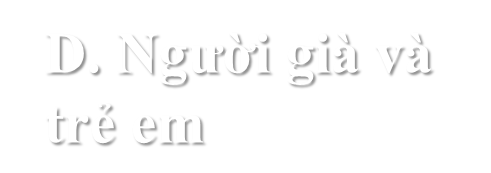 D. Người già và
trẻ em